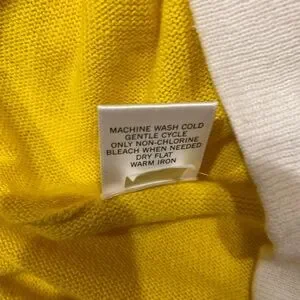 MACHINE WASH COLD
GENTLE CYCLE
ONLY NON-CHLORINE
BLEACH WHEN NEEDED
DRY FLAT
WARM IRON